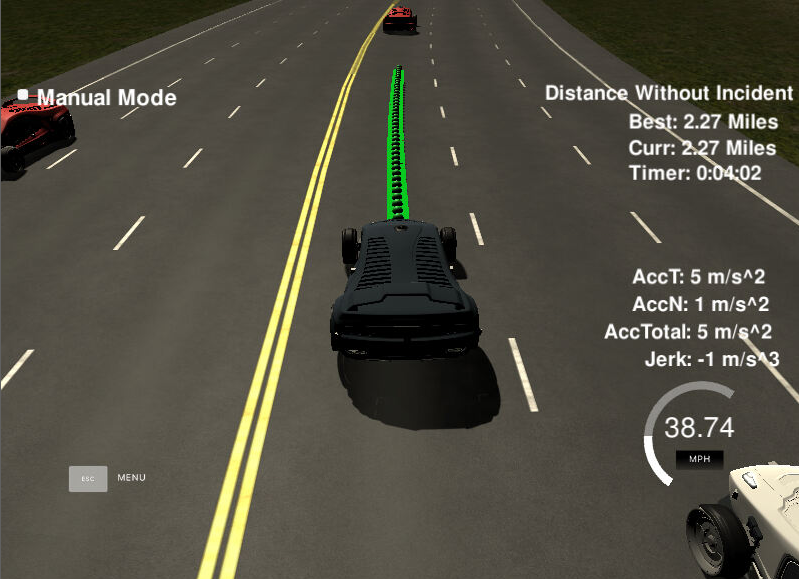 Manual Mode
Distance Without Incident
Best: 2.27 Miles
Curr: 2.27 Miles
Timer: 0:04:02
AccT: 5 m/s^2
AccN: 1 m/s^2
AccTotal: 5 m/s^2
Jerk: -1 m/s^3
38.74
MPH
ESC MENU